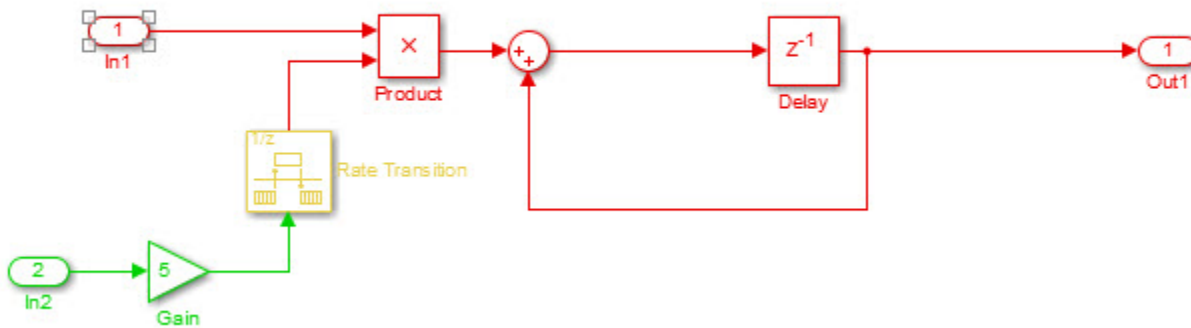 1
In1
×
Product
+
+
z-1
Delay
1
Out1
1/z
Rate Transition
2
In2
5
Gain